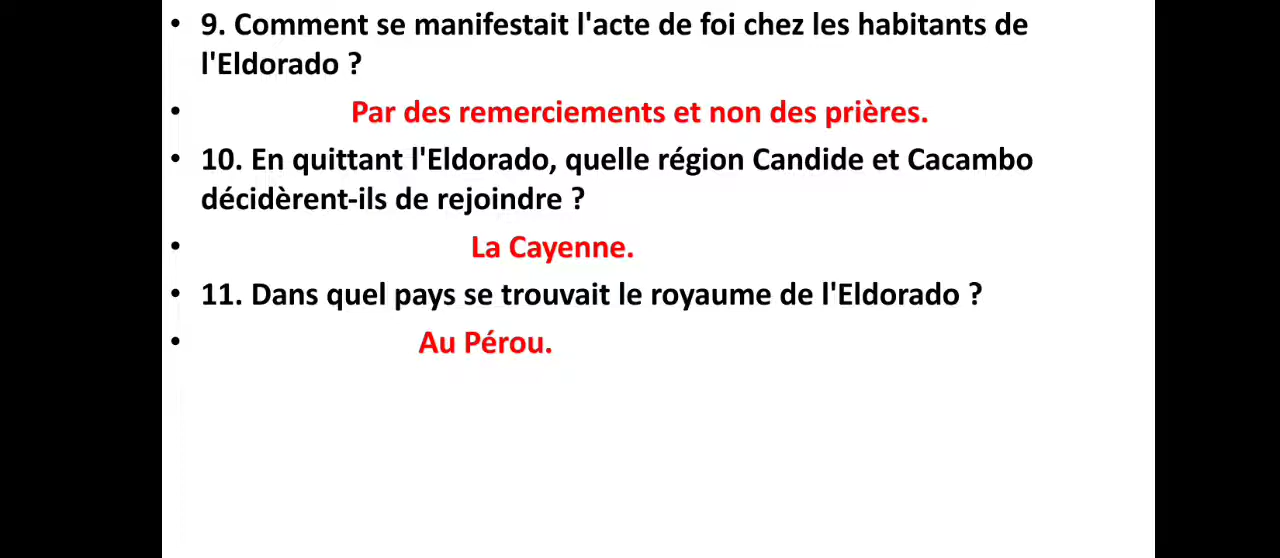 • 9. Comment se manifestait l'acte de foi chez les habitants de
l'Eldorado ?
• Par des remerciements et non des prières.
• 10. En quittant l'Eldorado, quelle région Candide et Cacambo
décidèrent-ils de rejoindre ?
• La Cayenne.
• 11. Dans quel pays se trouvait le royaume de l'Eldorado ?
• Au Pérou.